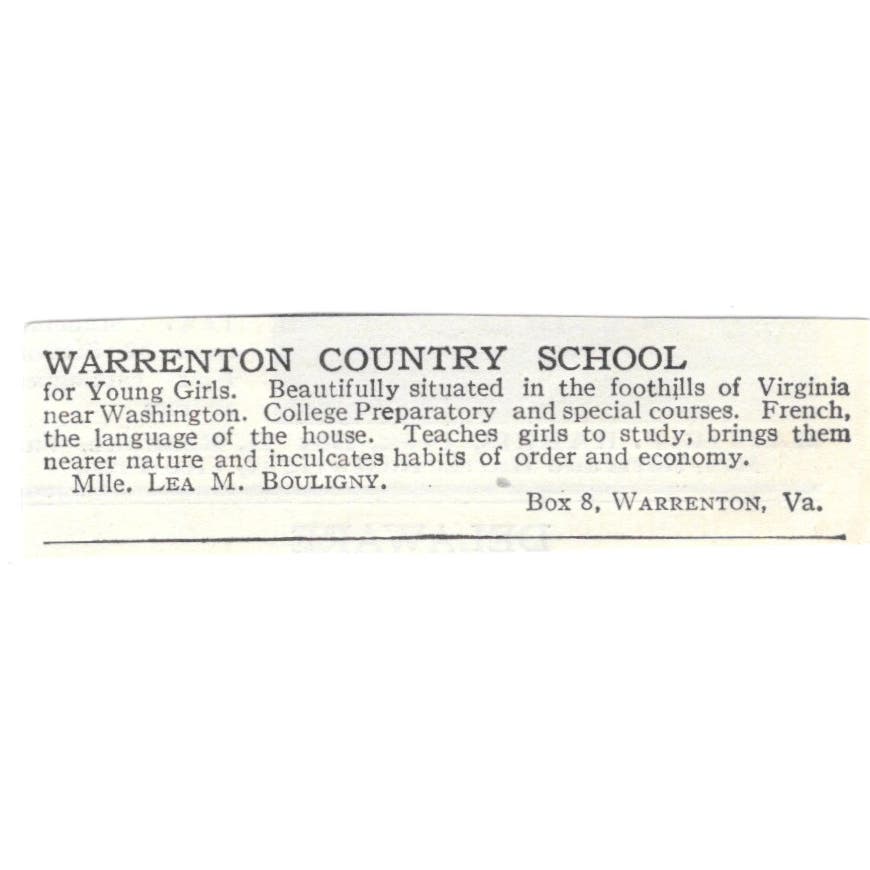 WARRENTON COUNTRY SCHOOL
for Young Girls. Beautifully situated in the foothills of Virginia
near Washington. College Preparatory and special courses. French,
the language of the house. Teaches girls to study, brings them
nearer nature and inculcates habits of order and economy.
Mlle. LEA M. BOULIGNY.
Box 8, WARRENTON, Va.